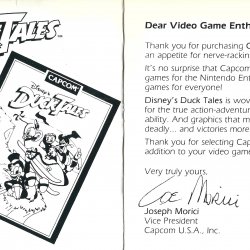 TALES
CAPCOM
Disney's
DUCKTALES
Dear Video Game Enth
Thank you for purchasing
an appetite for nerve-rackin
It's no surprise that Capcom
games for the Nintendo Ente
games for everyone!
Disney's Duck Tales is wov
for the true action-adventur
ability. And graphics that m
deadly... and victories more
Thank you for selecting Cap
addition to your video game
Very truly yours,
Joe Morici
Joseph Morici
Vice President
Capcom U.S.A., Inc.